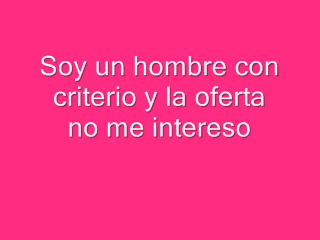 Soy un hombre con
criterio y la oferta
no me intereso